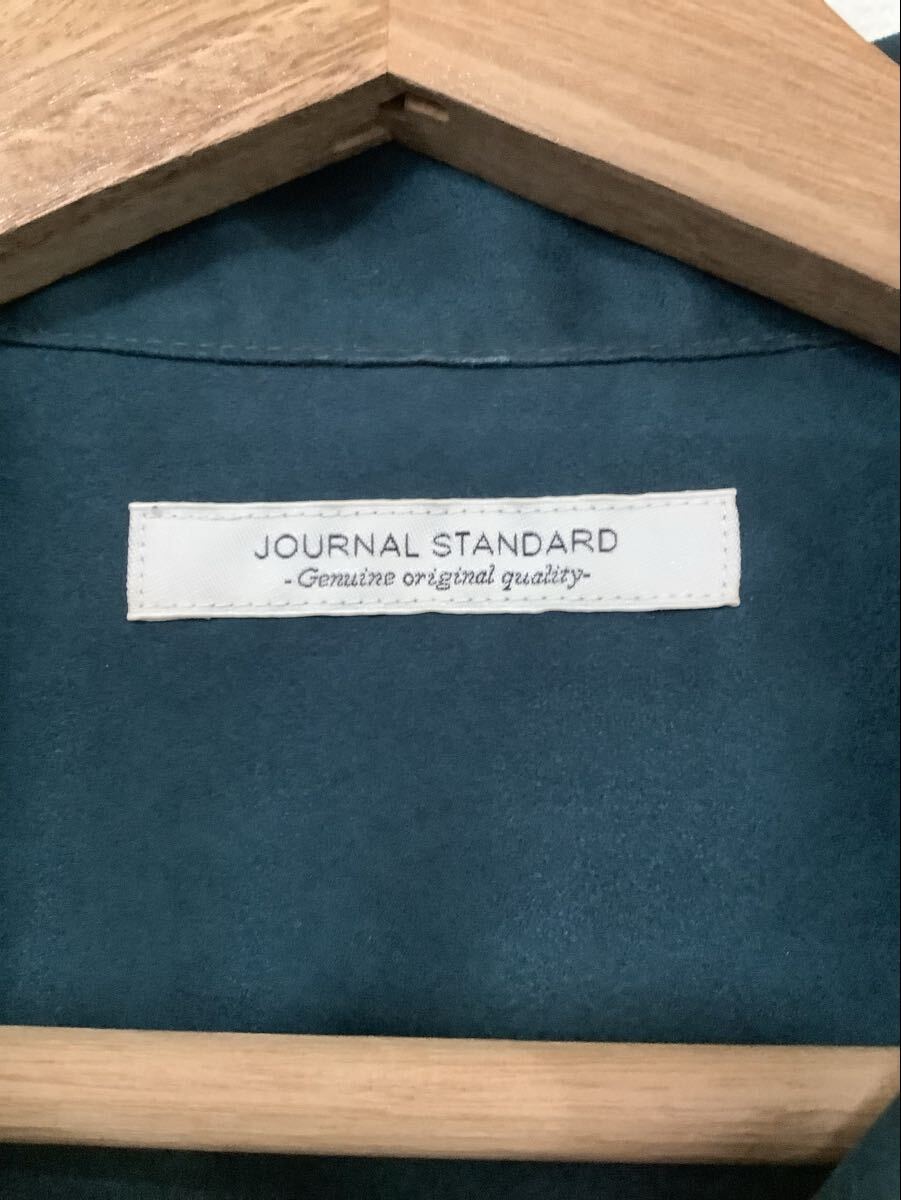 JOURNAL STANDARD
-Genuine original quality-